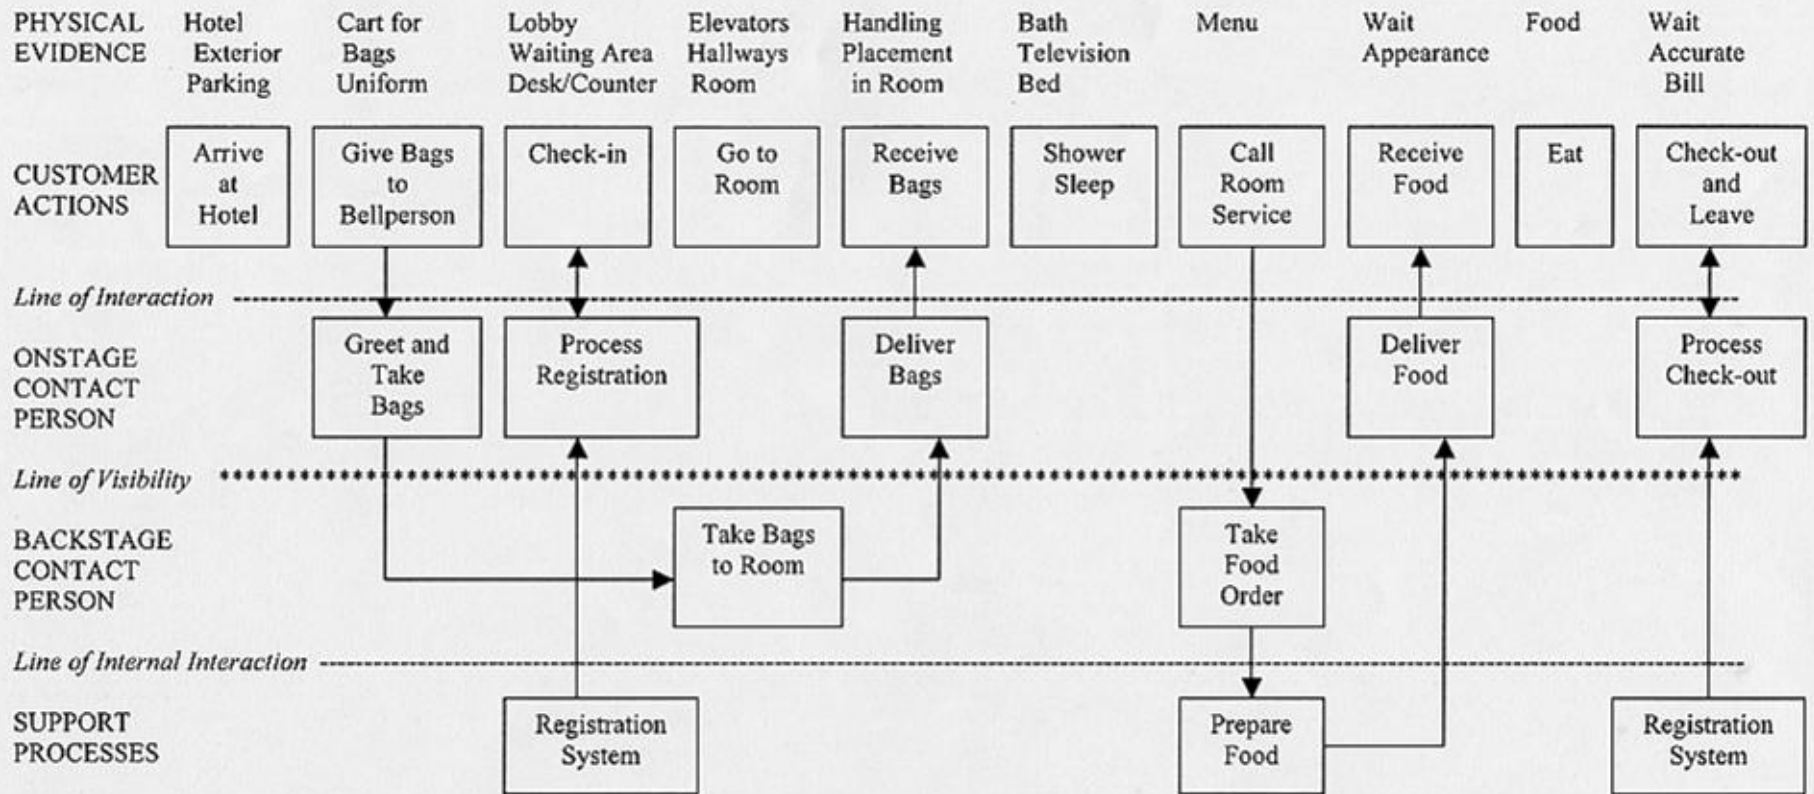 PHYSICAL
EVIDENCE
Hotel
Exterior
Parking
Cart for
Bags
Uniform
Lobby
Waiting Area
Desk/Counter
Elevators
Hallways
Room
Handling
Placement
in Room
Bath
Television
Bed
Menu
Wait
Appearance
Food
Wait
Accurate
Bill
CUSTOMER
ACTIONS
Arrive
at
Hotel
Give Bags
to
Bellperson
Check-in
Go to
Room
Receive
Bags
Shower
Sleep
Call
Room
Service
Receive
Food
Eat
Check-out
and
Leave
Line of Interaction
ONSTAGE
CONTACT
PERSON
Greet and
Take
Bags
Process
Registration
Deliver
Bags
Deliver
Food
Process
Check-out
Line of Visibility
BACKSTAGE
CONTACT
PERSON
Take Bags
to Room
Take
Food
Order
Line of Internal Interaction
SUPPORT
PROCESSES
Registration
System
Prepare
Food
Registration
System